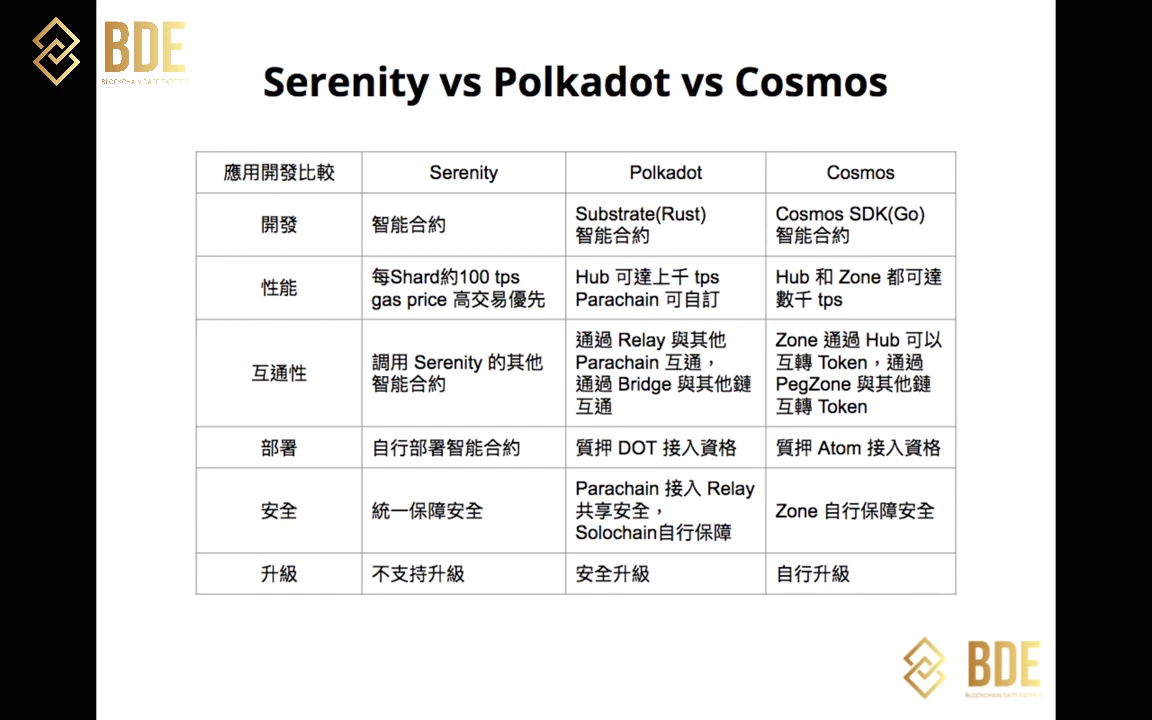 BDE
BLOCKCHAIN DAPP EXPERTS
Serenity vs Polkadot vs Cosmos
應用開發比較 Serenity Polkadot Cosmos
開發 智能合約 Substrate(Rust) Cosmos SDK(Go)
智能合約 智能合約
性能 每Shard約100 tps Hub 可達上千 tps Hub 和 Zone 都可達
gas price 高交易優先 Parachain 可自訂 數千 tps
互通性 調用 Serenity 的其他 通過 Relay 與其他 Zone 通過 Hub 可以
智能合約 Parachain 互通， 互轉 Token，通過
通過 Bridge 與其他鏈 PegZone 與其他鏈
互通 互轉 Token
部署 自行部署智能合約 質押 DOT 接入資格 質押 Atom 接入資格
安全 統一保障安全 Parachain 接入 Relay Zone 自行保障安全
共享安全，
Solochain自行保障
升級 不支持升級 安全升級 自行升級
BDE
BLOCKCHAIN DAPP EXPERTS